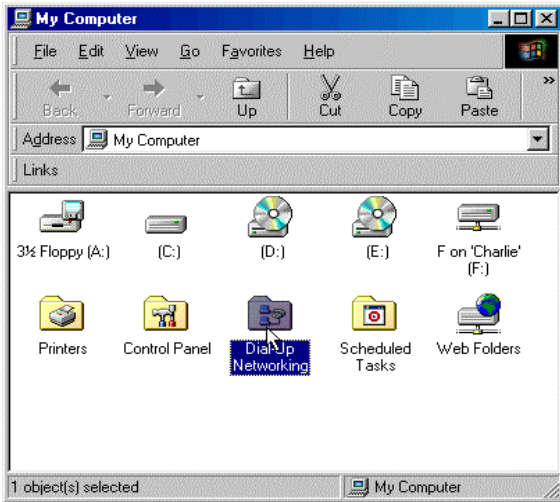 My Computer
File Edit View Go Favorites Help
Back Forward Up Cut Copy Paste »
Address My Computer
Links
3½ Floppy (A:) (C:) (D:) (E:) F on 'Charlie'
(F:)
Printers Control Panel Dial-Up Scheduled Web Folders
Networking Tasks
1 object(s) selected My Computer